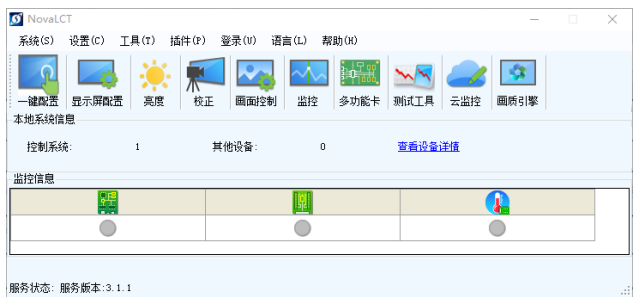 NovaLCT
系统(S) 设置(C) 工具(T) 插件(P) 登录(U) 语言(L) 帮助(H)
一键配置 显示屏配置 亮度 校正 画面控制 监控 多功能卡 测试工具 云监控 画质引擎
本地系统信息
控制系统: 1 其他设备: 0 查看设备详情
监控信息
服务状态: 服务版本:3.1.1